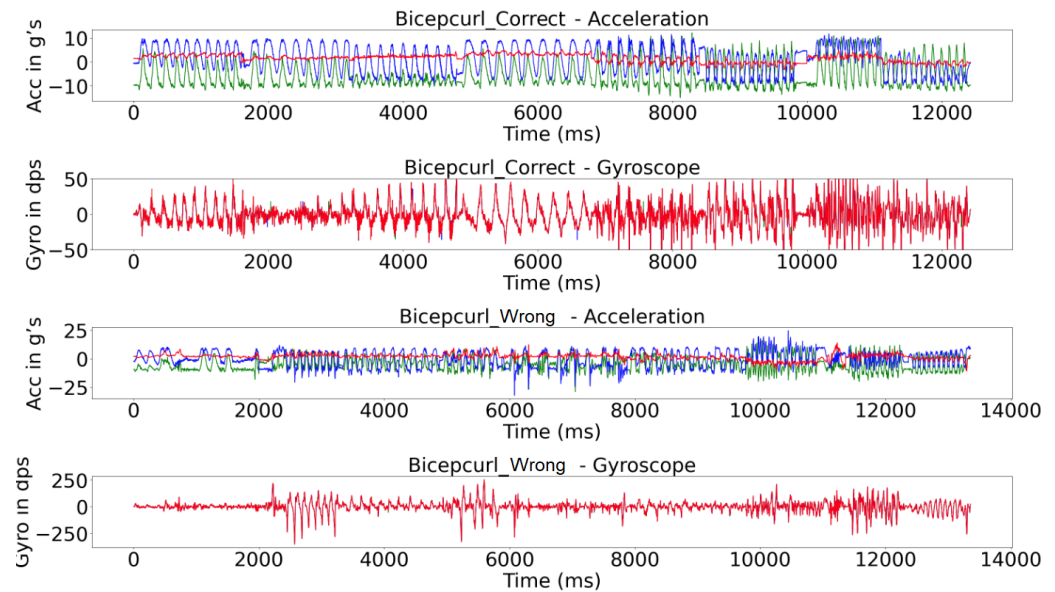 Bicepcurl_Correct - Acceleration
Acc in g's
10
0
−10
0 2000 4000 6000 8000 10000 12000
Time (ms)
Bicepcurl_Correct - Gyroscope
Gyro in dps
50
0
−50
0 2000 4000 6000 8000 10000 12000
Time (ms)
Bicepcurl_Wrong - Acceleration
Acc in g's
25
0
−25
0 2000 4000 6000 8000 10000 12000 14000
Time (ms)
Bicepcurl_Wrong - Gyroscope
Gyro in dps
250
0
−250
0 2000 4000 6000 8000 10000 12000 14000
Time (ms)